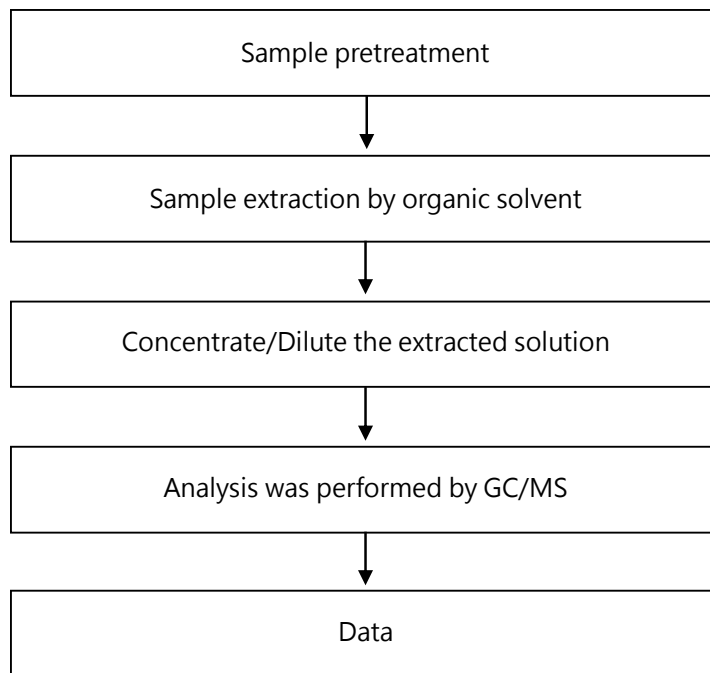 Sample pretreatment
Sample extraction by organic solvent
Concentrate/Dilute the extracted solution
Analysis was performed by GC/MS
Data